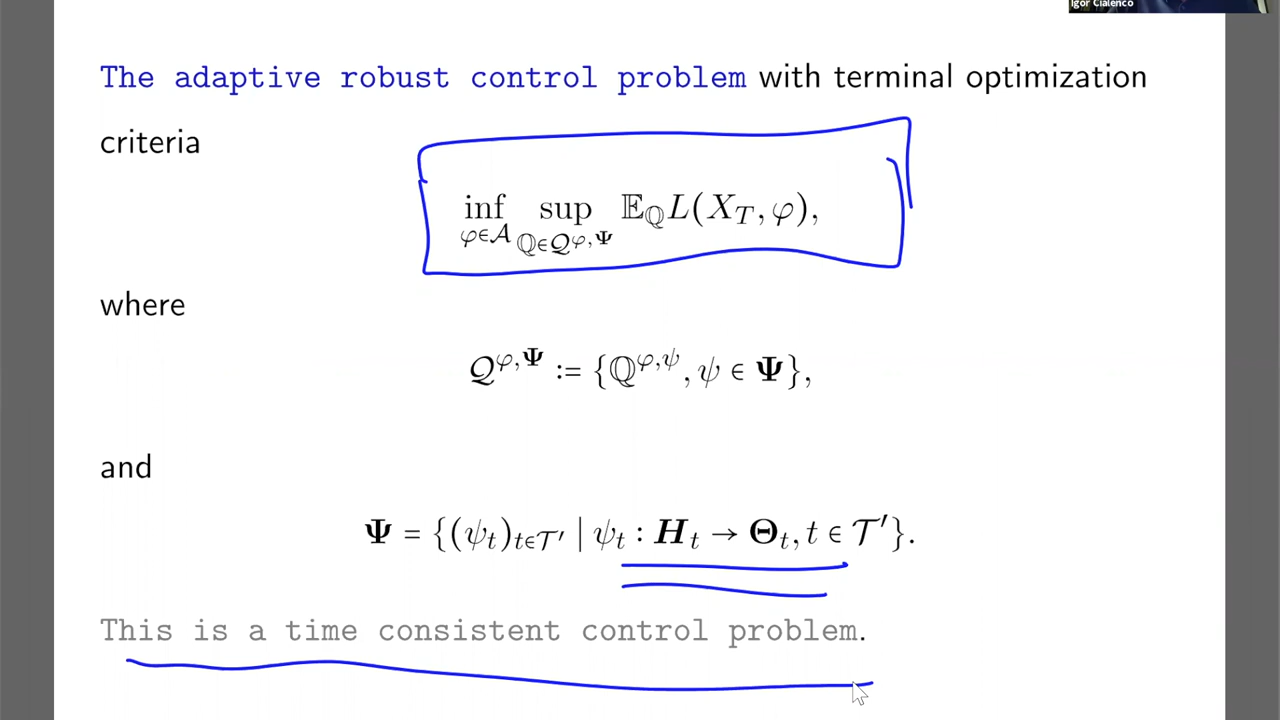 Igor Cialenco
The adaptive robust control problem with terminal optimization
criteria
inf sup 𝔼_ℚ L(X_T, φ),
φ∈𝒜 ℚ∈𝒬^{φ,Ψ}
where
𝒬^{φ,Ψ} := {ℚ^{φ,ψ}, ψ ∈ Ψ},
and
Ψ = {(ψ_t)_{t∈𝒯′} | ψ_t : H_t → Θ_t, t ∈ 𝒯′}.
This is a time consistent control problem.